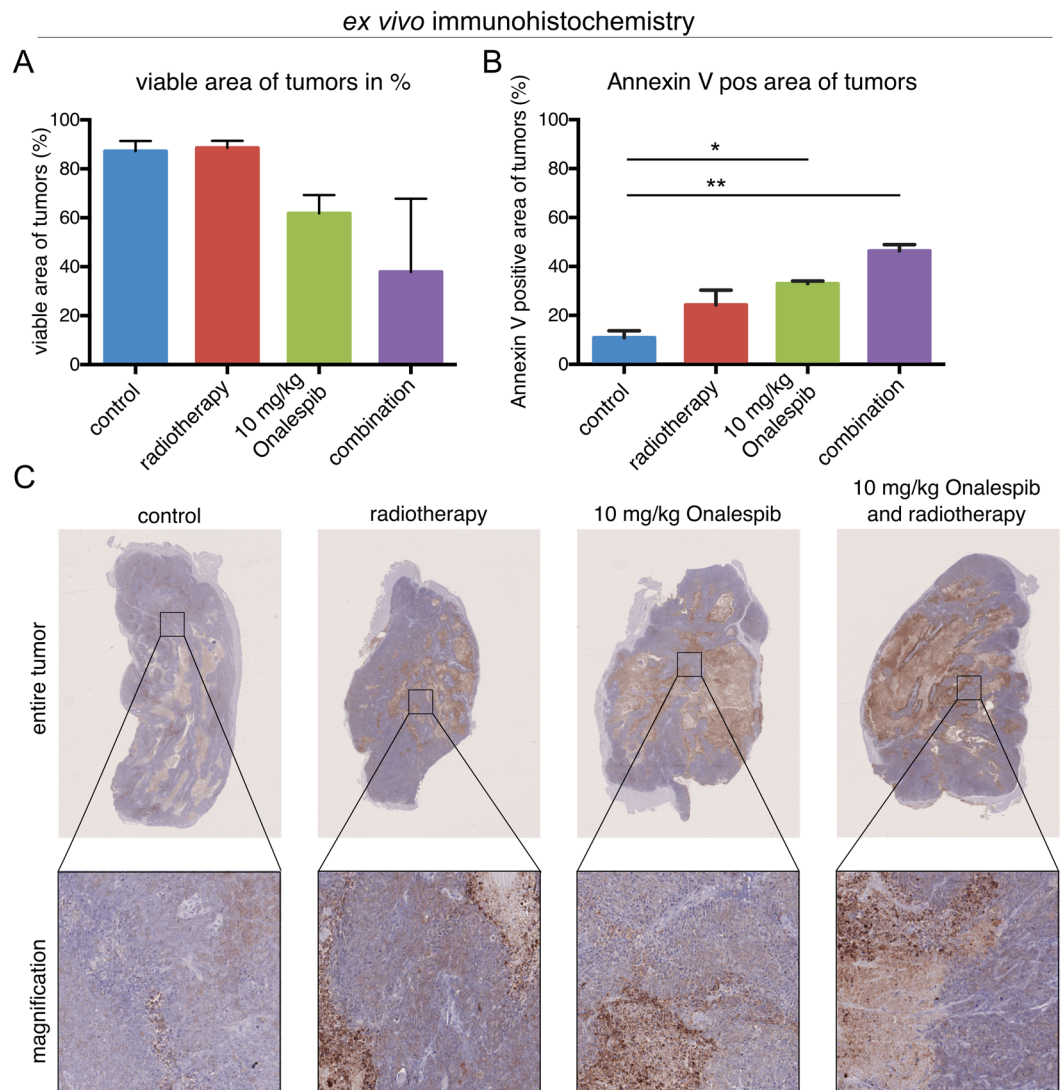 ex vivo immunohistochemistry
A
viable area of tumors in %
viable area of tumors (%)
100
80
60
40
20
0
control
radiotherapy
10 mg/kg
Onalespib
combination
B
Annexin V pos area of tumors
Annexin V positive area of tumors (%)
100
80
60
40
20
0
*
**
control
radiotherapy
10 mg/kg
Onalespib
combination
C
control
radiotherapy
10 mg/kg Onalespib
10 mg/kg Onalespib
and radiotherapy
entire tumor
magnification